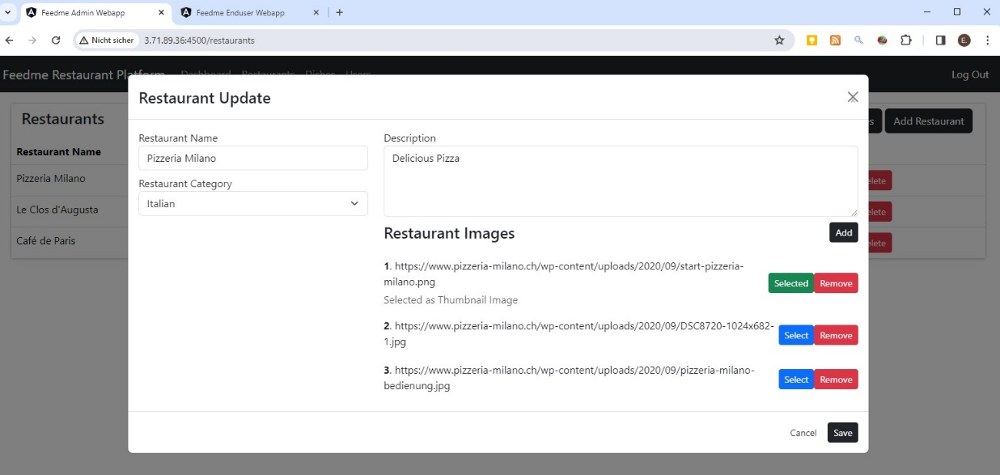 Feedme Admin Webapp
Feedme Enduser Webapp
Nicht sicher 3.71.89.36:4500/restaurants
E.
Feedme Restaurant Platform Dashboard Restaurants Dishes Users Log Out
Restaurant Update
Restaurants
Add Restaurant
Restaurant Name
Pizzeria Milano
Le Clos d'Augusta
Café de Paris
Restaurant Name
Pizzeria Milano
Restaurant Category
Italian
Description
Delicious Pizza
Restaurant Images
Add
1. https://www.pizzeria-milano.ch/wp-content/uploads/2020/09/start-pizzeria-
milano.png
Selected as Thumbnail Image
Selected Remove
2. https://www.pizzeria-milano.ch/wp-content/uploads/2020/09/DSC8720-1024x682-
1.jpg
Select Remove
3. https://www.pizzeria-milano.ch/wp-content/uploads/2020/09/pizzeria-milano-
bedienung.jpg
Select Remove
Cancel Save
elete
elete
elete